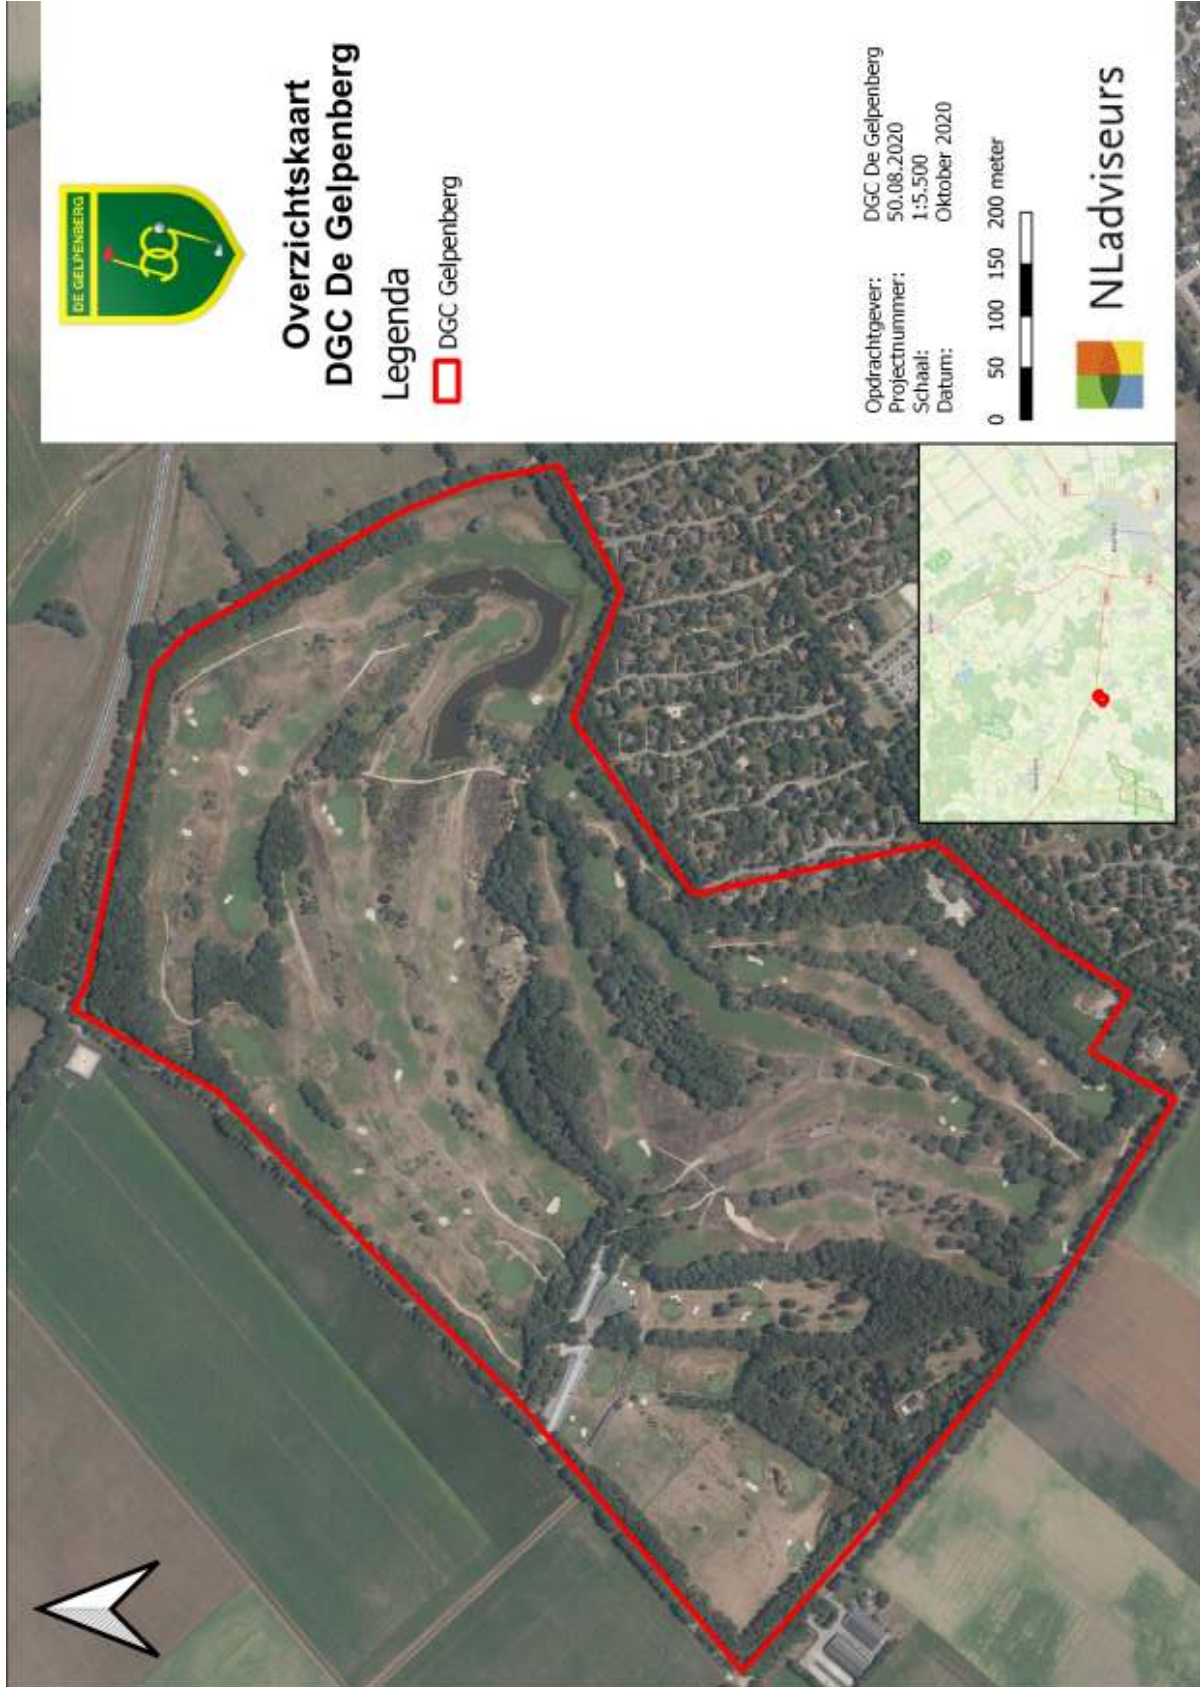 DE GELPENBERG
Overzichtskaart
DGC De Gelpenberg
Legenda
DGC Gelpenberg
Opdrachtgever: DGC De Gelpenberg
Projectnummer: 50.08.2020
Schaal: 1:5.500
Datum: Oktober 2020
0 50 100 150 200 meter
NLadviseurs